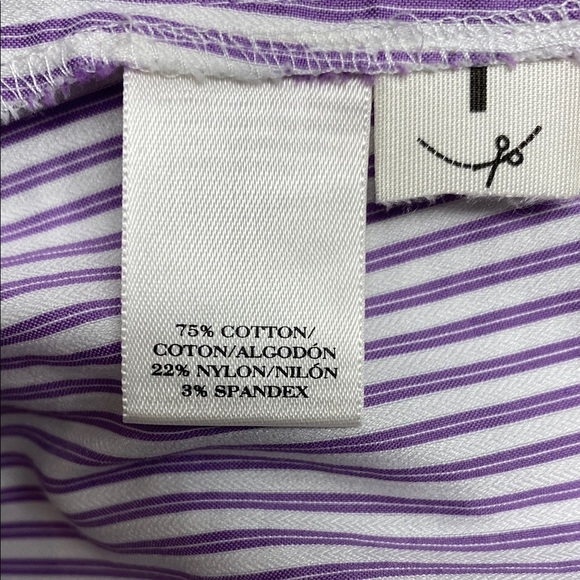 75% COTTON/
COTON/ALGODÓN
22% NYLON/NILÓN
3% SPANDEX